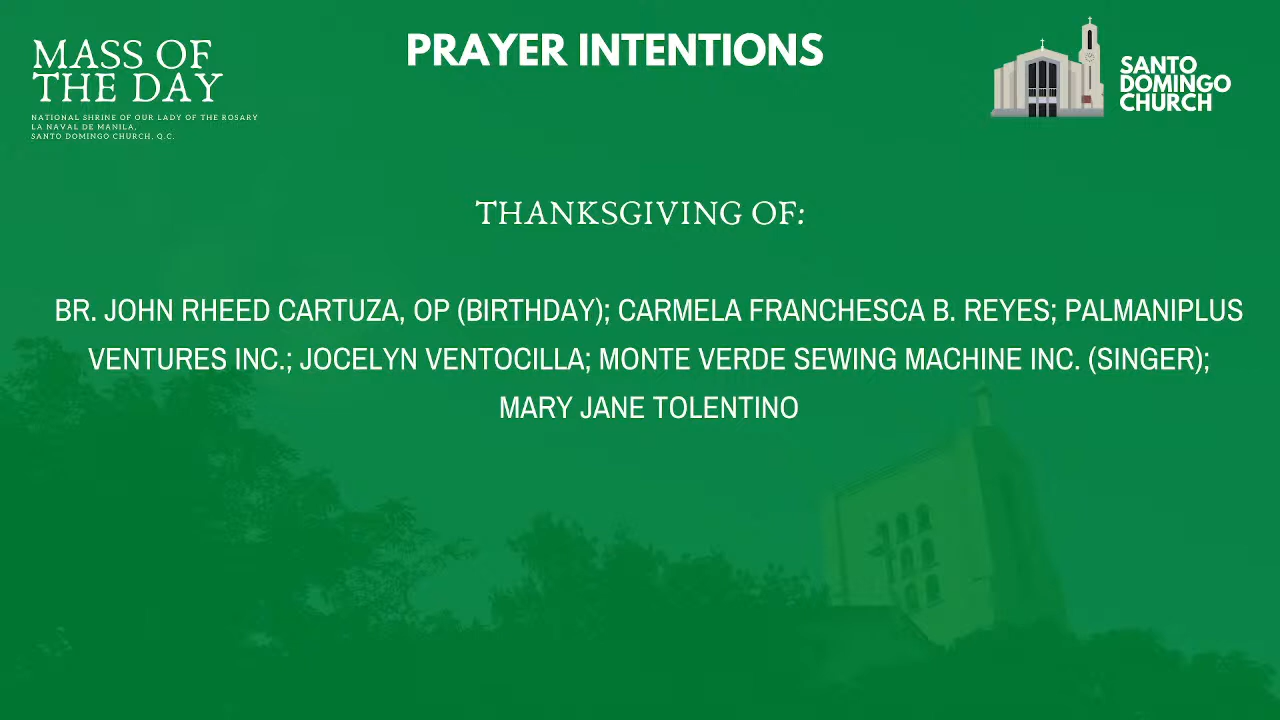 MASS OF
THE DAY
NATIONAL SHRINE OF OUR LADY OF THE ROSARY
LA NAVAL DE MANILA,
SANTO DOMINGO CHURCH, Q.C.
PRAYER INTENTIONS
SANTO
DOMINGO
CHURCH
THANKSGIVING OF:
BR. JOHN RHEED CARTUZA, OP (BIRTHDAY); CARMELA FRANCHESCA B. REYES; PALMANIPLUS
VENTURES INC.; JOCELYN VENTOCILLA; MONTE VERDE SEWING MACHINE INC. (SINGER);
MARY JANE TOLENTINO